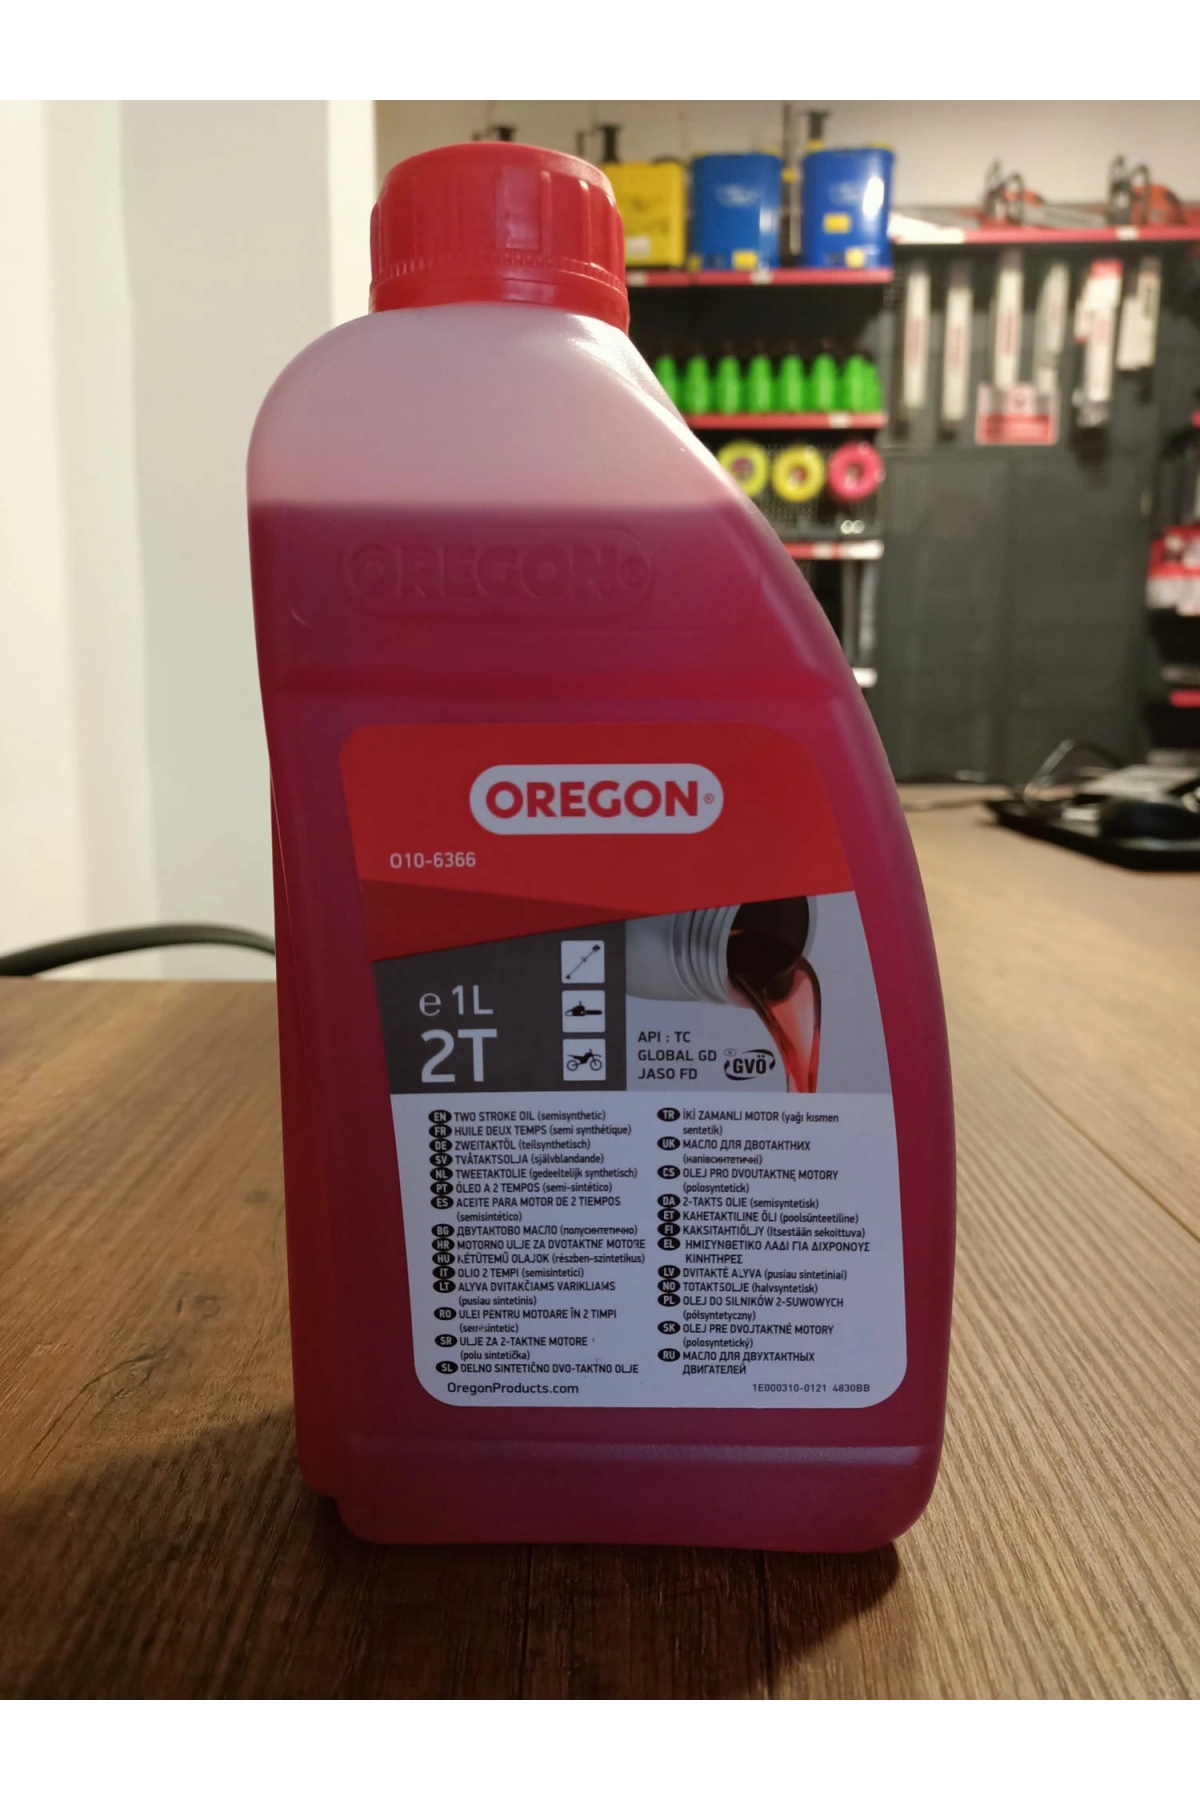 OREGON
OREGON®
O10-6366
℮ 1L
2T
API : TC
GLOBAL GD
JASO FD
® GVÖ
EN TWO STROKE OIL (semisynthetic)
FR HUILE DEUX TEMPS (semi synthétique)
DE ZWEITAKTÖL (teilsynthetisch)
SV TVÅTAKTSOLJA (självblandande)
NL TWEETAKTOLIE (gedeeltelijk synthetisch)
PT ÓLEO A 2 TEMPOS (semi-sintético)
ES ACEITE PARA MOTOR DE 2 TIEMPOS
(semisintético)
BG ДВУТАКТОВО МАСЛО (полусинтетично)
HR MOTORNO ULJE ZA DVOTAKTNE MOTORE
HU KÉTÜTEMŰ OLAJOK (részben-szintetikus)
IT OLIO 2 TEMPI (semisintetici)
LT ALYVA DVITAKČIAMS VARIKLIAMS
(pusiau sintetinis)
RO ULEI PENTRU MOTOARE ÎN 2 TIMPI
(semisintetic)
SR ULJE ZA 2-TAKTNE MOTORE
(polu sintetička)
SL DELNO SINTETIČNO DVO-TAKTNO OLJE
TR İKİ ZAMANLI MOTOR (yağı kısmen
sentetik)
UK МАСЛО ДЛЯ ДВОТАКТНИХ
(напівсинтетичні)
CS OLEJ PRO DVOUTAKTNĘ MOTORY
(polosyntetick)
DA 2-TAKTS OLIE (semisyntetisk)
ET KAHETAKTILINE ÕLI (poolsünteetiline)
FI KAKSITAHTIÖLJY (Itsestään sekoittuva)
EL ΗΜΙΣΥΝΘΕΤΙΚΟ ΛΑΔΙ ΓΙΑ ΔΙΧΡΟΝΟΥΣ
ΚΙΝΗΤΗΡΕΣ
LV DVITAKTĖ ALYVA (pusiau sintetiniai)
NO TOTAKTSOLJE (halvsyntetisk)
PL OLEJ DO SILNIKÓW 2-SUWOWYCH
(półsyntetyczny)
SK OLEJ PRE DVOJTAKTNÉ MOTORY
(polosyntetický)
RU МАСЛО ДЛЯ ДВУХТАКТНЫХ
ДВИГАТЕЛЕЙ
OregonProducts.com
1E000310-0121 4830BB